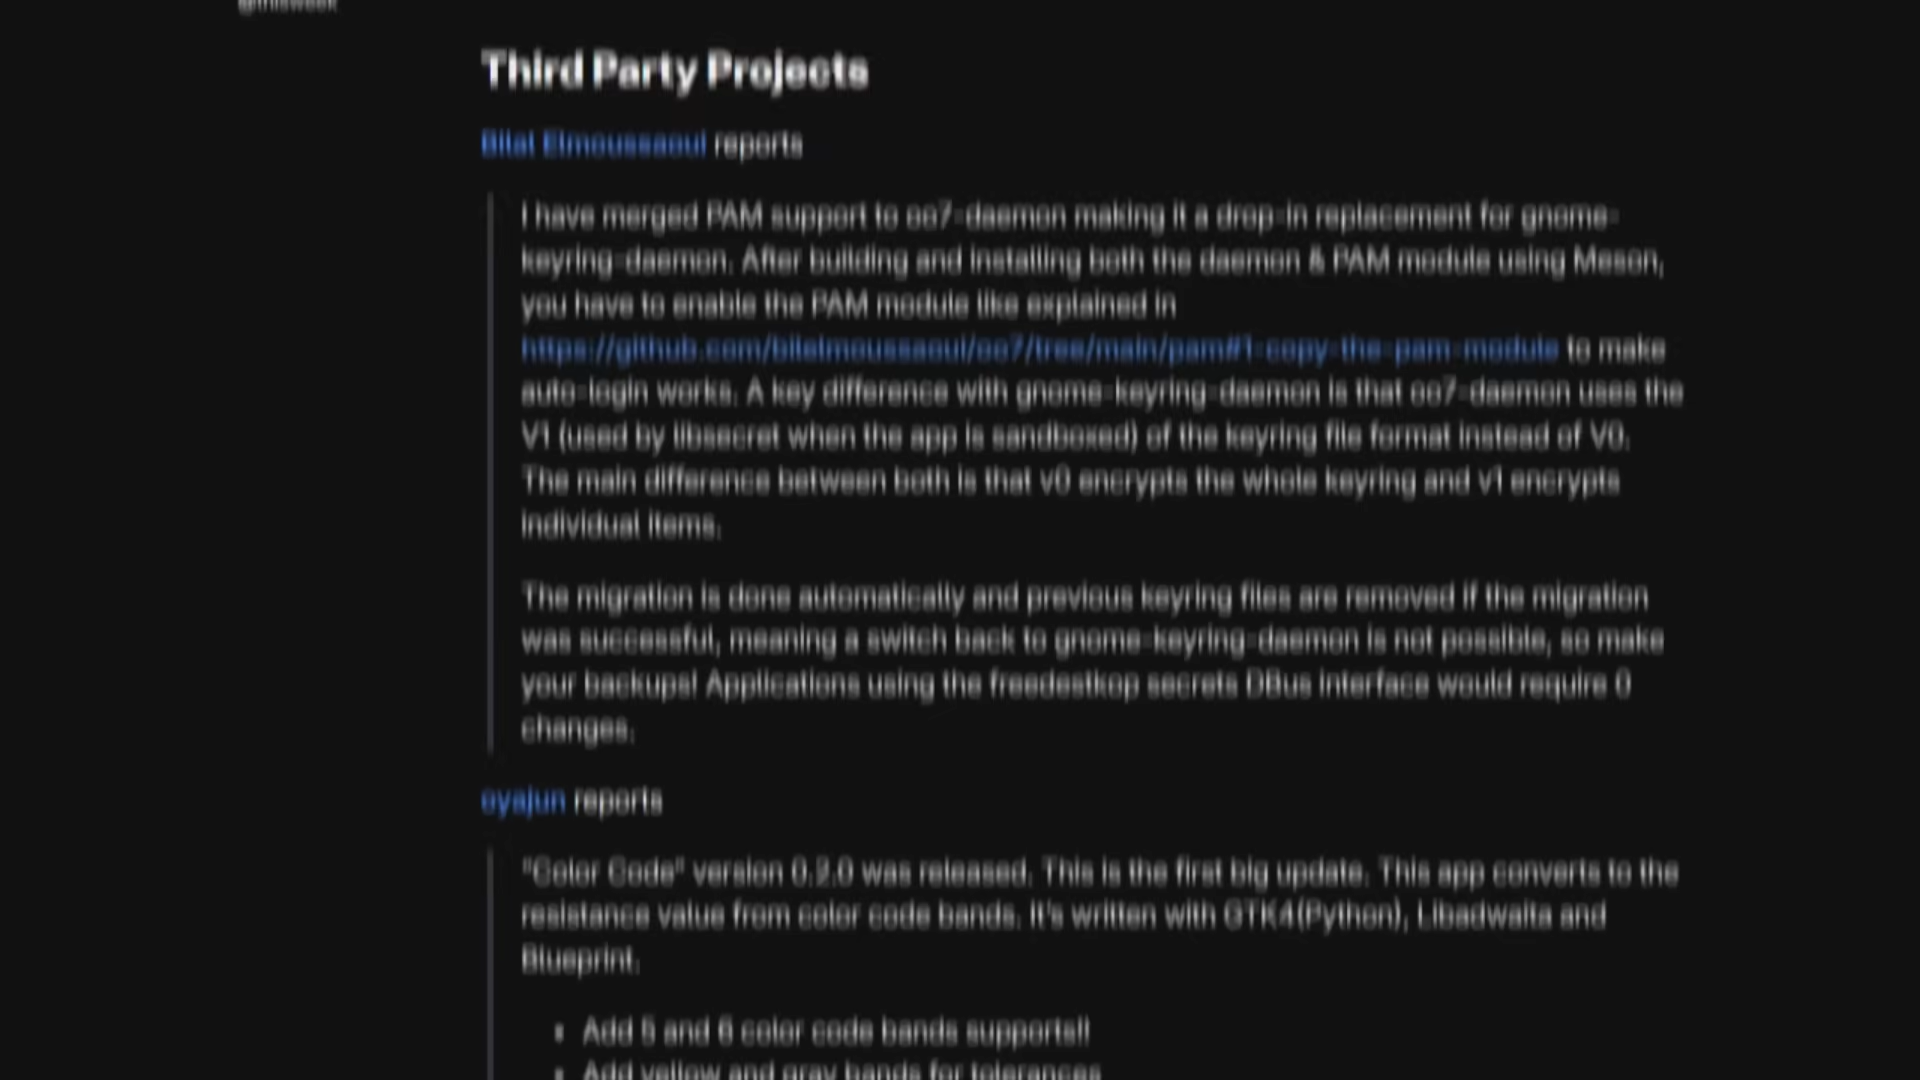 @thisweek
Third Party Projects
Bilal Elmoussaoui reports
I have merged PAM support to oo7-daemon making it a drop-in replacement for gnome-
keyring-daemon. After building and installing both the daemon & PAM module using Meson,
you have to enable the PAM module like explained in
https://github.com/bilelmoussaoui/oo7/tree/main/pam#1-copy-the-pam-module to make
auto-login works. A key difference with gnome-keyring-daemon is that oo7-daemon uses the
V1 (used by libsecret when the app is sandboxed) of the keyring file format instead of V0.
The main difference between both is that v0 encrypts the whole keyring and v1 encrypts
individual items.
The migration is done automatically and previous keyring files are removed if the migration
was successful, meaning a switch back to gnome-keyring-daemon is not possible, so make
your backups! Applications using the freedestkop secrets DBus interface would require 0
changes.
oyajun reports
"Color Code" version 0.2.0 was released. This is the first big update. This app converts to the
resistance value from color code bands. It's written with GTK4(Python), Libadwaita and
Blueprint.
• Add 5 and 6 color code bands supports!!
• Add yellow and gray bands for tolerances